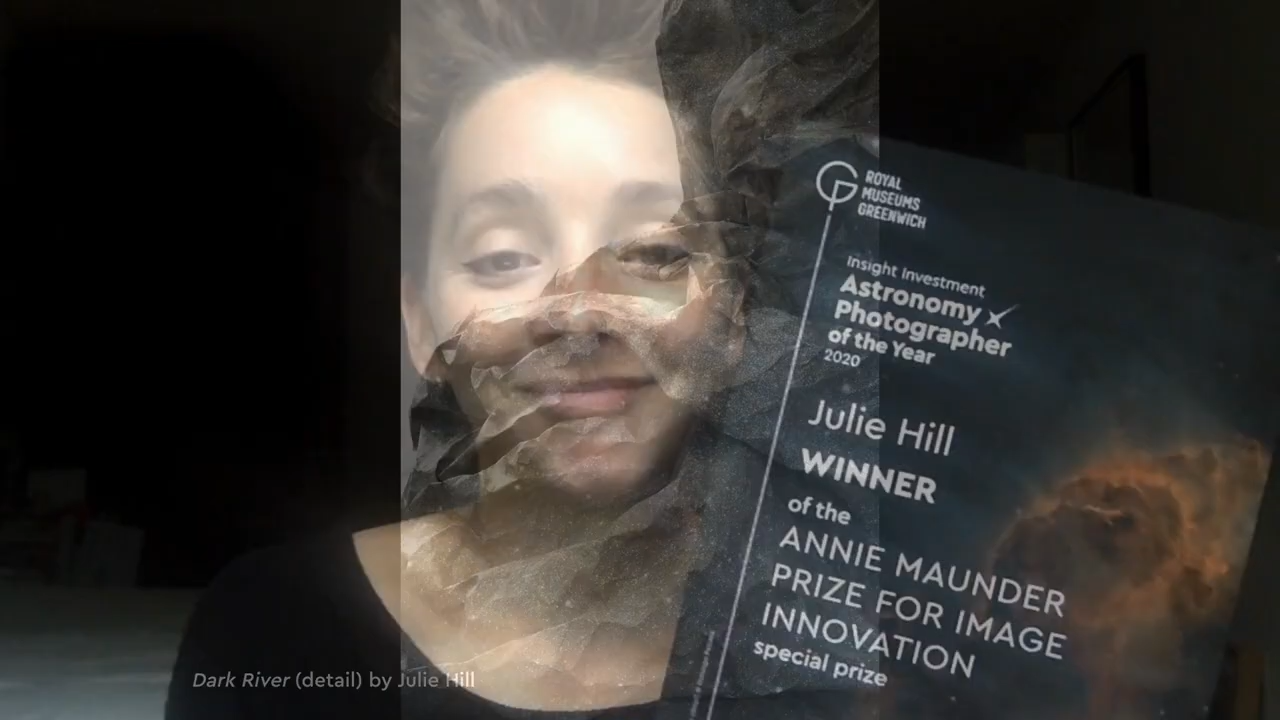 ROYAL
MUSEUMS
GREENWICH
Insight Investment
Astronomy
Photographer
of the Year
2020
Julie Hill
WINNER
of the
ANNIE MAUNDER
PRIZE FOR IMAGE
INNOVATION
special prize
Dark River (detail) by Julie Hill